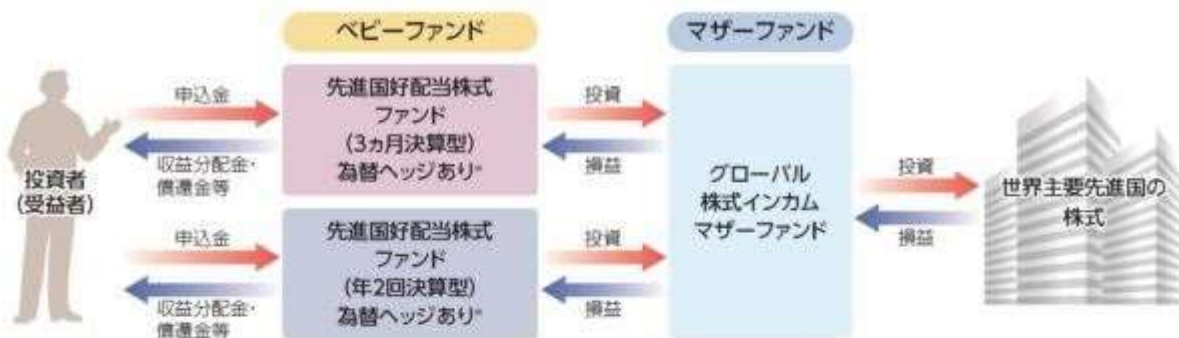 ベビーファンド
マザーファンド
投資者
(受益者)
申込金
収益分配金・
償還金等
先進国好配当株式
ファンド
(3ヵ月決算型)
為替ヘッジあり*
投資
損益
申込金
収益分配金・
償還金等
先進国好配当株式
ファンド
(年2回決算型)
為替ヘッジあり*
投資
損益
グローバル
株式インカム
マザーファンド
投資
損益
世界主要先進国の
株式